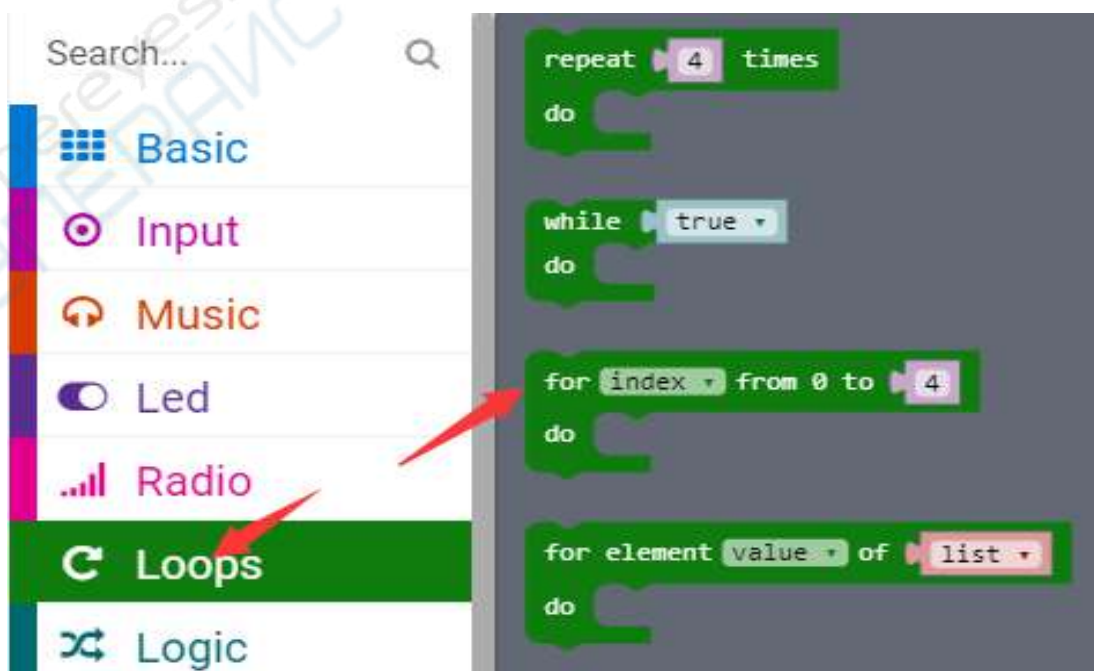 Search...
Basic
Input
Music
Led
Radio
Loops
Logic
repeat 4 times
do
while true
do
for index from 0 to 4
do
for element value of list
do